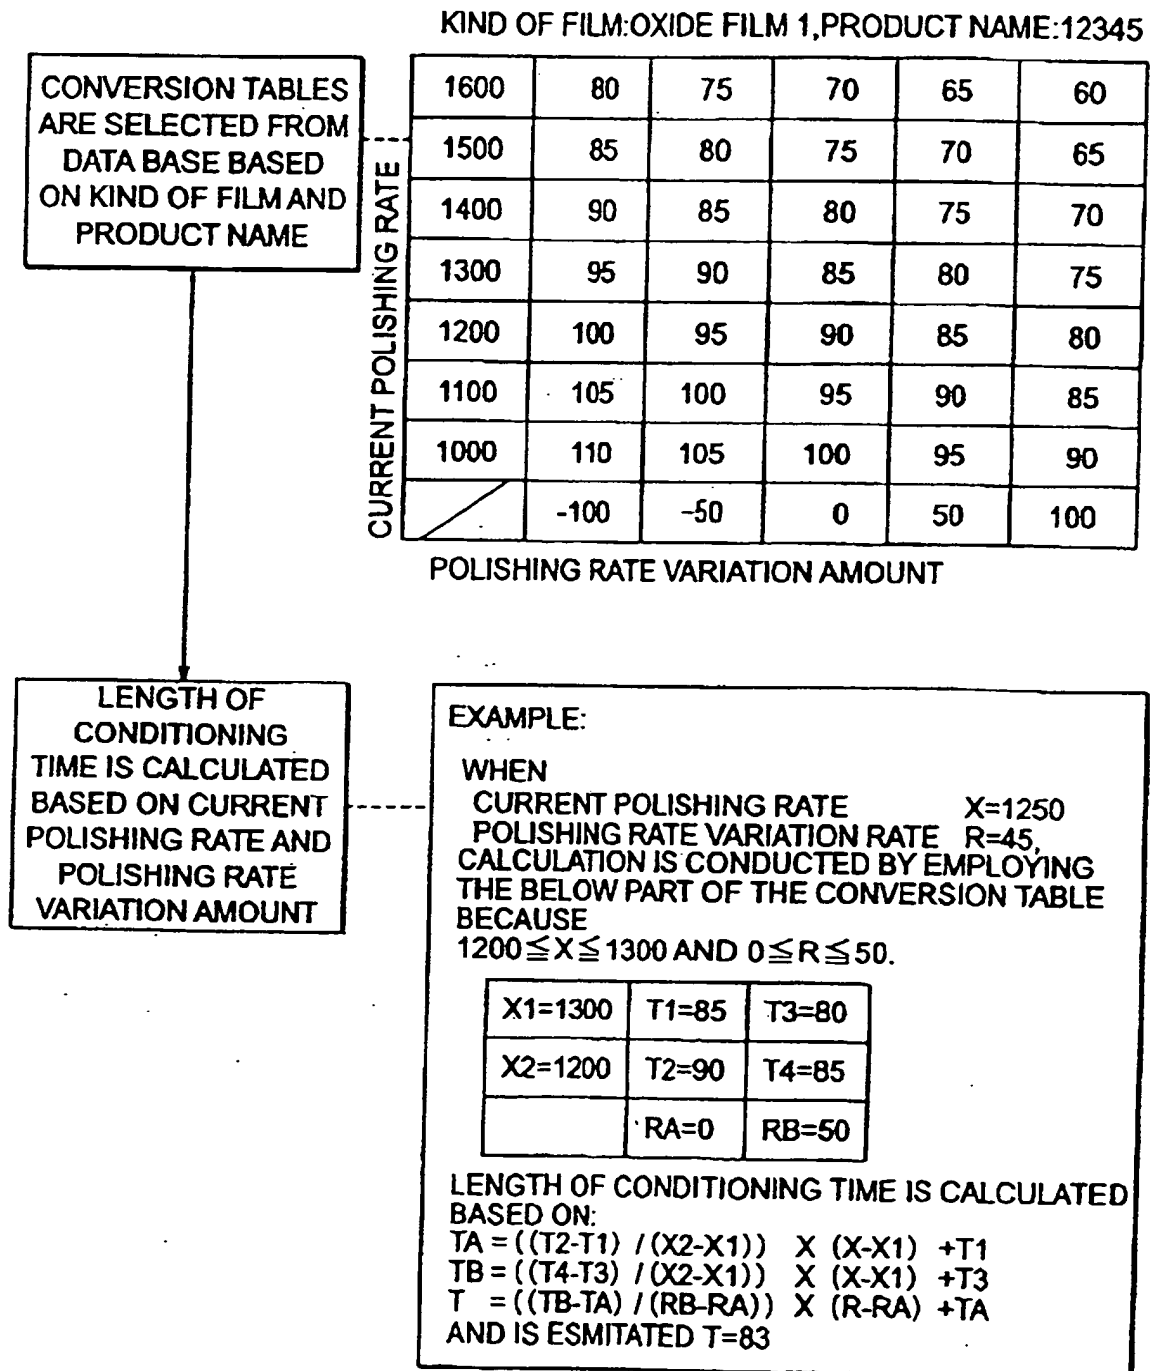 KIND OF FILM:OXIDE FILM 1,PRODUCT NAME:12345
CONVERSION TABLES
ARE SELECTED FROM
DATA BASE BASED
ON KIND OF FILM AND
PRODUCT NAME
CURRENT POLISHING RATE
1600 80 75 70 65 60
1500 85 80 75 70 65
1400 90 85 80 75 70
1300 95 90 85 80 75
1200 100 95 90 85 80
1100 105 100 95 90 85
1000 110 105 100 95 90
-100 -50 0 50 100
POLISHING RATE VARIATION AMOUNT
LENGTH OF
CONDITIONING
TIME IS CALCULATED
BASED ON CURRENT
POLISHING RATE AND
POLISHING RATE
VARIATION AMOUNT
EXAMPLE:
WHEN
CURRENT POLISHING RATE X=1250
POLISHING RATE VARIATION RATE R=45,
CALCULATION IS CONDUCTED BY EMPLOYING
THE BELOW PART OF THE CONVERSION TABLE
BECAUSE
1200≦X≦1300 AND 0≦R≦50.
X1=1300 T1=85 T3=80
X2=1200 T2=90 T4=85
RA=0 RB=50
LENGTH OF CONDITIONING TIME IS CALCULATED
BASED ON:
TA = ((T2-T1) / (X2-X1)) X (X-X1) +T1
TB = ((T4-T3) / (X2-X1)) X (X-X1) +T3
T = ((TB-TA) / (RB-RA)) X (R-RA) +TA
AND IS ESMITATED T=83